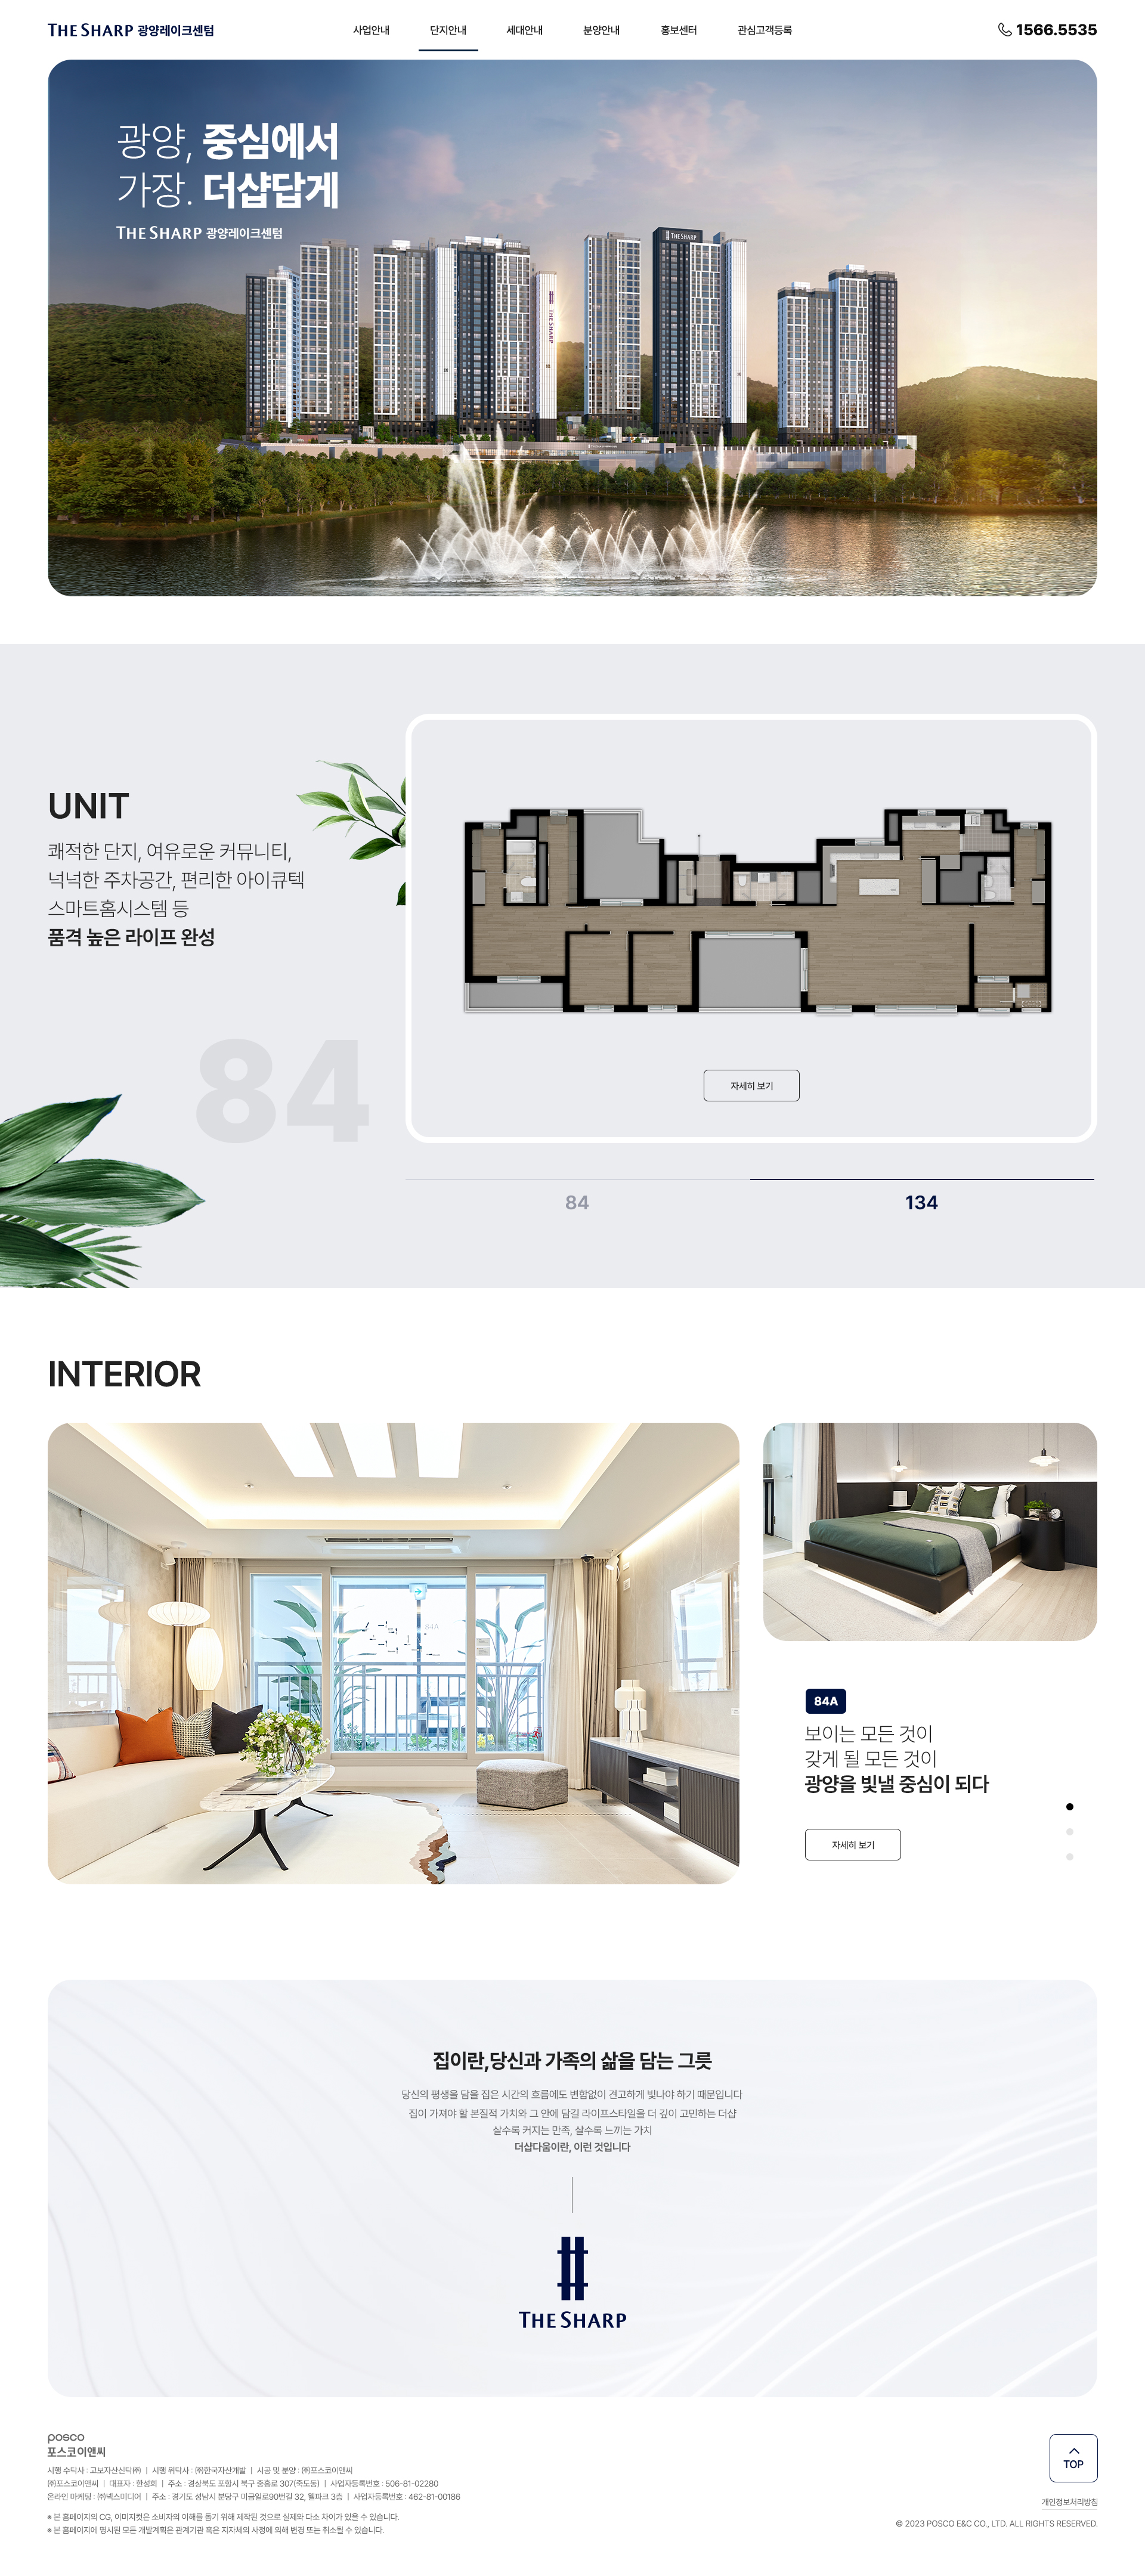 THE SHARP 광양레이크센텀
사업안내 단지안내 세대안내 분양안내 홍보센터 관심고객등록
1566.5535
광양, 중심에서
가장. 더샵답게
THE SHARP 광양레이크센텀
THE SHARP
THE SHARP
UNIT
쾌적한 단지, 여유로운 커뮤니티,
넉넉한 주차공간, 편리한 아이큐텍
스마트홈시스템 등
품격 높은 라이프 완성
84
자세히 보기
84 134
INTERIOR
84A
84A
보이는 모든 것이
갖게 될 모든 것이
광양을 빛낼 중심이 되다
자세히 보기
집이란,당신과 가족의 삶을 담는 그릇
당신의 평생을 담을 집은 시간의 흐름에도 변함없이 견고하게 빛나야 하기 때문입니다
집이 가져야 할 본질적 가치와 그 안에 담길 라이프스타일을 더 깊이 고민하는 더샵
살수록 커지는 만족, 살수록 느끼는 가치
더샵다움이란, 이런 것입니다
THE SHARP
posco
포스코이앤씨
시행 수탁사 : 교보자산신탁㈜ | 시행 위탁사 : ㈜한국자산개발 | 시공 및 분양 : ㈜포스코이앤씨
㈜포스코이앤씨 | 대표자 : 한성희 | 주소 : 경상북도 포항시 북구 중흥로 307(죽도동) | 사업자등록번호 : 506-81-02280
온라인 마케팅 : ㈜넥스미디어 | 주소 : 경기도 성남시 분당구 미금일로90번길 32, 웰파크 3층 | 사업자등록번호 : 462-81-00186
※ 본 홈페이지의 CG, 이미지컷은 소비자의 이해를 돕기 위해 제작된 것으로 실제와 다소 차이가 있을 수 있습니다.
※ 본 홈페이지에 명시된 모든 개발계획은 관계기관 혹은 지자체의 사정에 의해 변경 또는 취소될 수 있습니다.
TOP
개인정보처리방침
© 2023 POSCO E&C CO., LTD. ALL RIGHTS RESERVED.